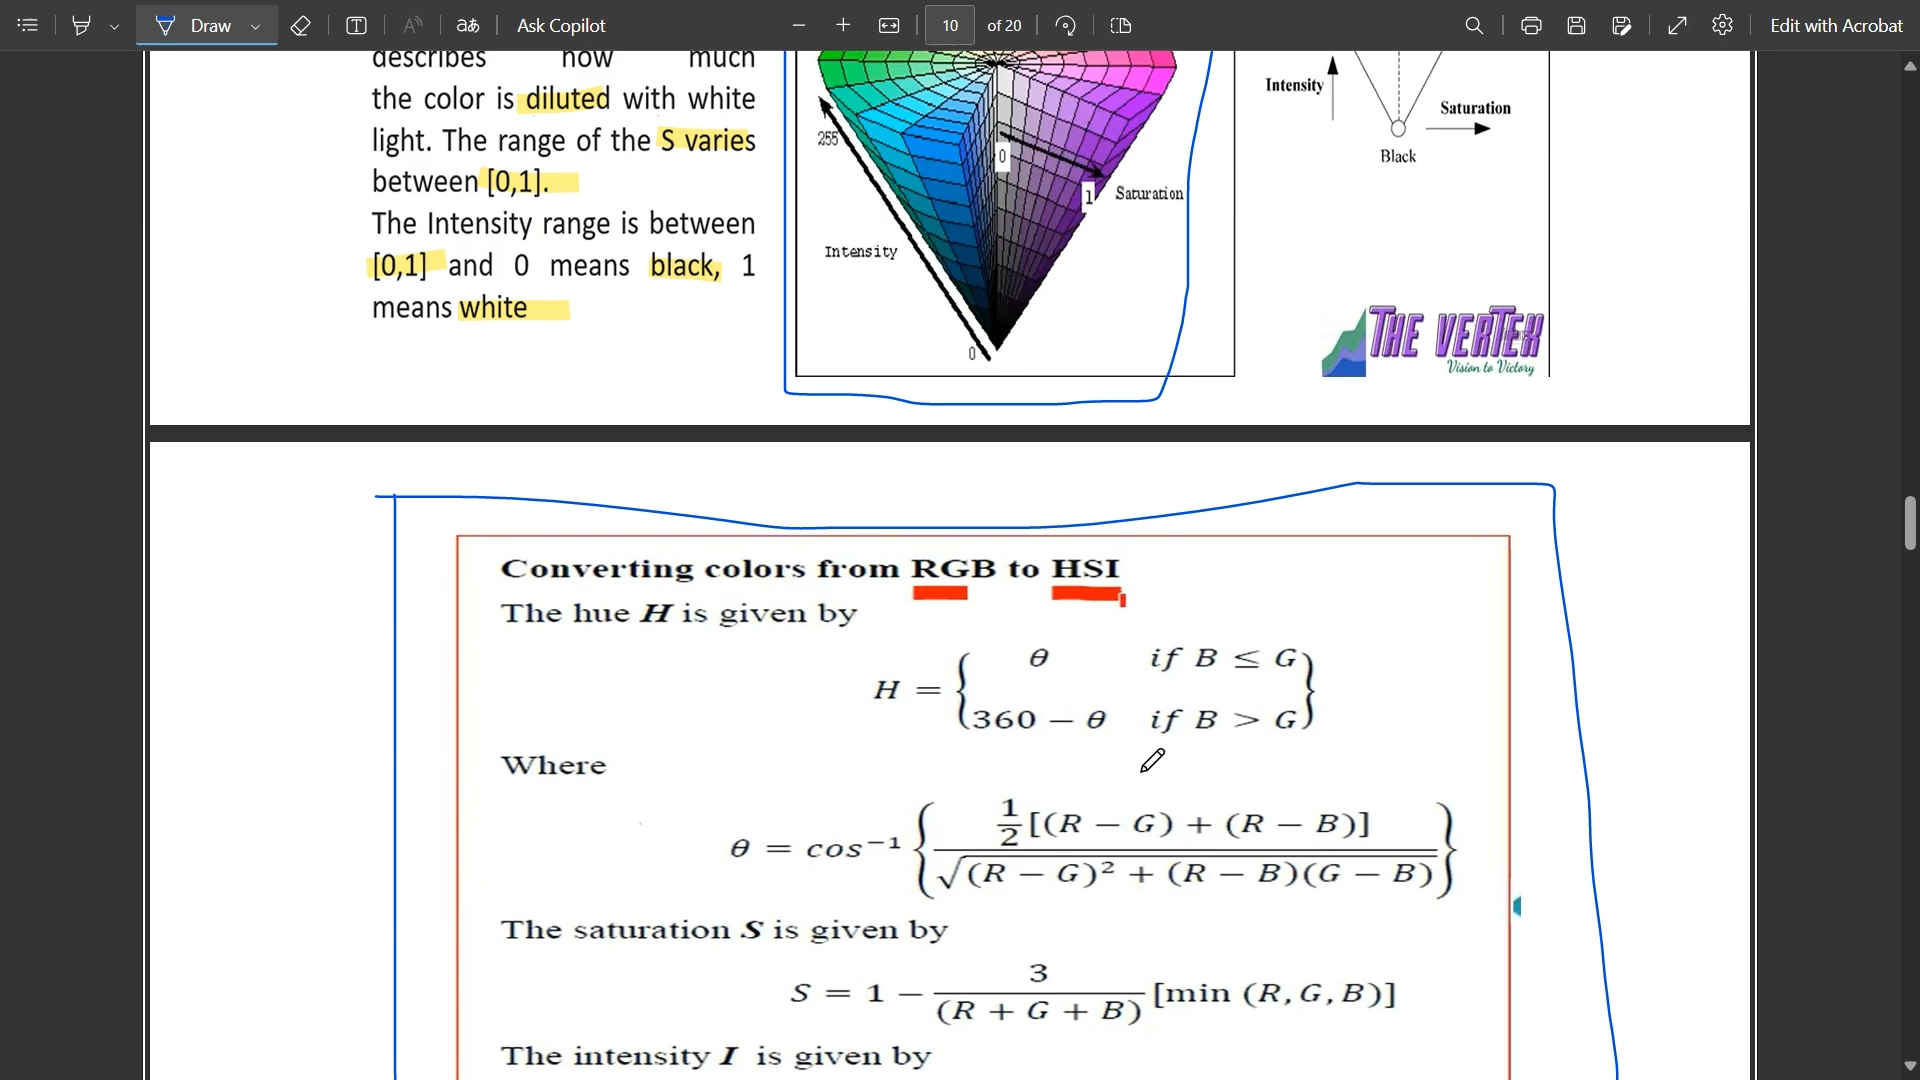 Draw
aあ
Ask Copilot
10
of 20
Edit with Acrobat
describes how much
the color is diluted with white
light. The range of the S varies
between [0,1].
The Intensity range is between
[0,1] and 0 means black, 1
means white
255
0
1
Saturation
Intensity
0
Intensity
Saturation
Black
THE VERTEX
Vision to Victory
Converting colors from RGB to HSI
The hue H is given by
H = { θ if B ≤ G
360 − θ if B > G }
Where
θ = cos⁻¹ { ½[(R − G) + (R − B)] / √(R − G)² + (R − B)(G − B) }
The saturation S is given by
S = 1 − 3 / (R + G + B) [min (R, G, B)]
The intensity I is given by